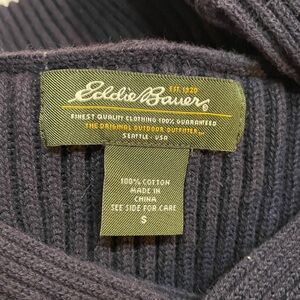 EST. 1920
Eddie Bauer
FINEST QUALITY CLOTHING 100% GUARANTEED
THE ORIGINAL OUTDOOR OUTFITTER
SEATTLE · USA
100% COTTON
MADE IN
CHINA
SEE SIDE FOR CARE
S